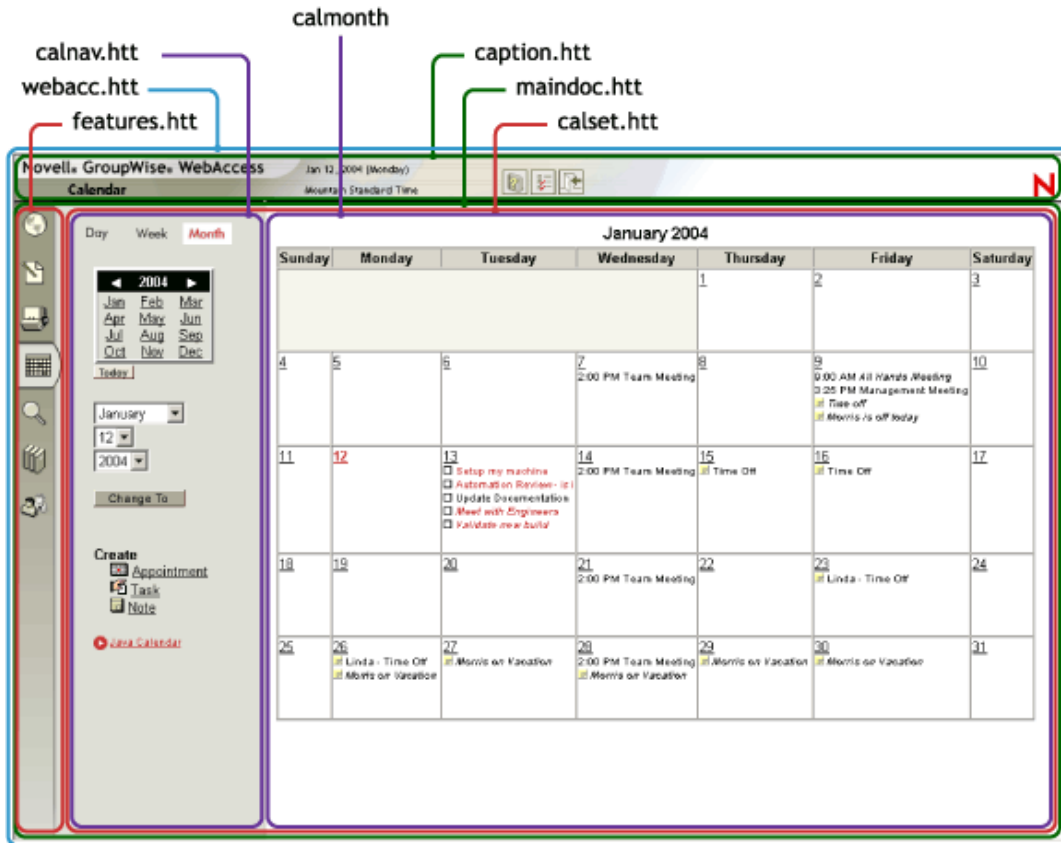 calmonth
calnav.htt
caption.htt
webacc.htt
maindoc.htt
features.htt
calset.htt
Novell® GroupWise® WebAccess
Jan 12, 2004 (Monday)
Calendar
Mountain Standard Time
N
Day Week Month
January 2004
Sunday Monday Tuesday Wednesday Thursday Friday Saturday
◄ 2004 ►
Jan Feb Mar
Apr May Jun
Jul Aug Sep
Oct Nov Dec
Today
January
12
2004
Change To
Create
Appointment
Task
Note
Java Calendar
1 2 3
4 5 6 7 8 9 10
2:00 PM Team Meeting
9:00 AM All Hands Meeting
3:25 PM Management Meeting
Time off
Morris is off today
11 12 13 14 15 16 17
Setup my machine
Automation Review- is i
Update Documentation
Meet with Engineers
Validate new build
2:00 PM Team Meeting
Time Off
Time Off
18 19 20 21 22 23 24
2:00 PM Team Meeting
Linda - Time Off
25 26 27 28 29 30 31
Linda - Time Off
Morris on Vacation
Morris on Vacation
2:00 PM Team Meeting
Morris on Vacation
Morris on Vacation
Morris on Vacation